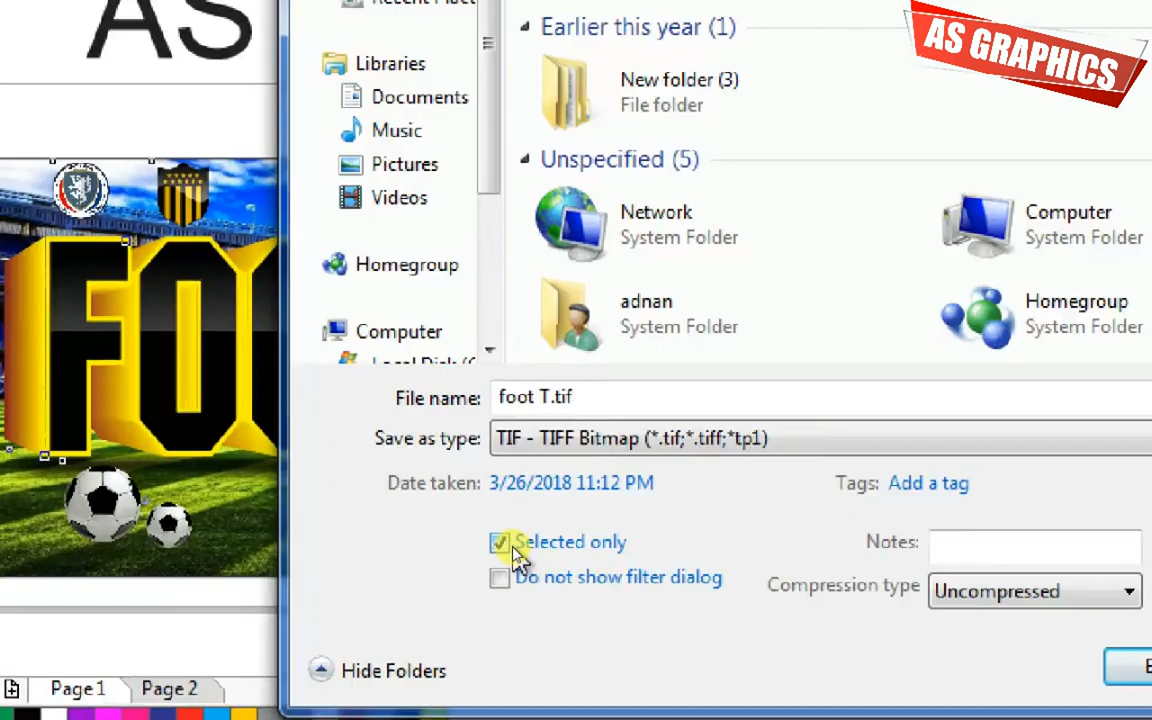 AS
AS GRAPHICS
Earlier this year (1)
New folder (3)
File folder
Libraries
Documents
Music
Pictures
Videos
Unspecified (5)
Network
System Folder
Computer
System Folder
Homegroup
adnan
System Folder
Homegroup
System Folder
Computer
FO
File name: foot T.tif
Save as type: TIF - TIFF Bitmap (*.tif;*.tiff;*tp1)
Date taken: 3/26/2018 11:12 PM
Tags: Add a tag
Selected only
Do not show filter dialog
Notes:
Compression type Uncompressed
Hide Folders
Page 1
Page 2